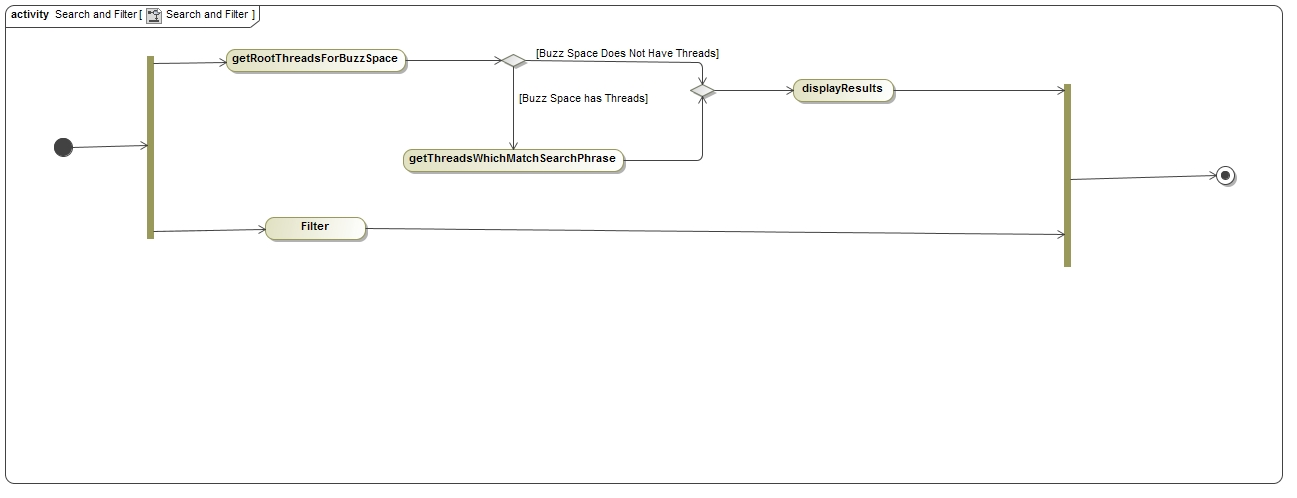 activity Search and Filter [ Search and Filter ]
[Buzz Space Does Not Have Threads]
getRootThreadsForBuzzSpace
displayResults
[Buzz Space has Threads]
getThreadsWhichMatchSearchPhrase
Filter